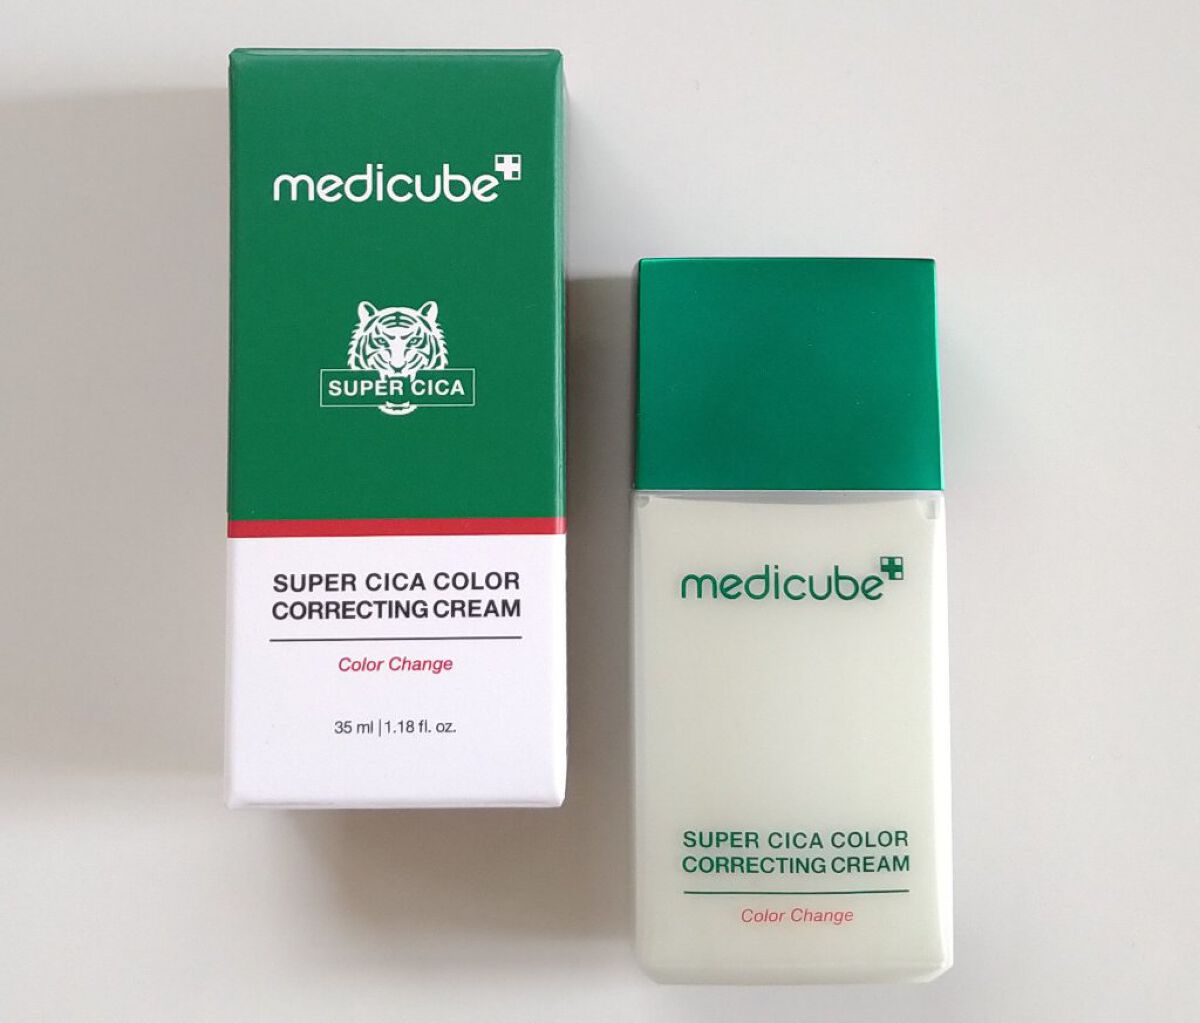 medicube
SUPER CICA
SUPER CICA COLOR
CORRECTING CREAM
Color Change
35 ml | 1.18 fl. oz.
medicube
SUPER CICA COLOR
CORRECTING CREAM
Color Change